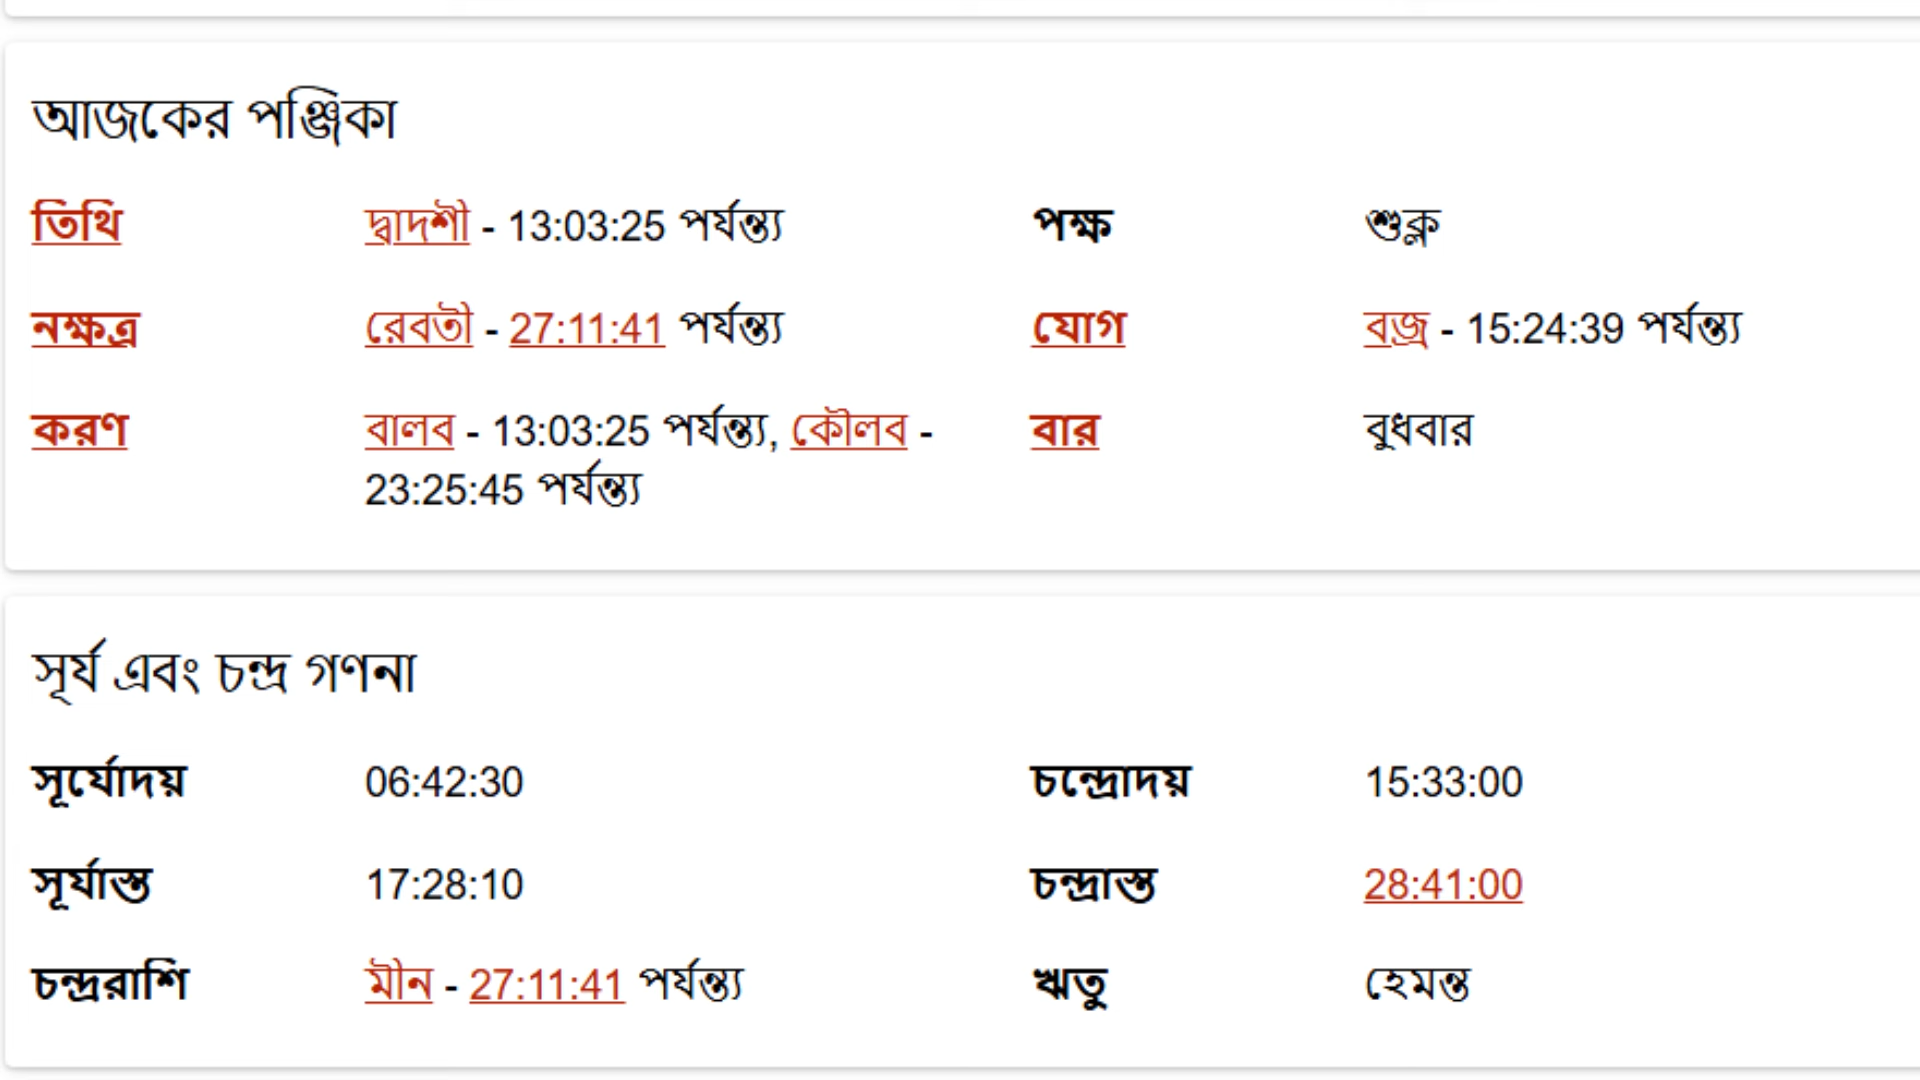 আজকের পঞ্জিকা
তিথি দ্বাদশী - 13:03:25 পর্যন্ত্য পক্ষ শুক্ল
নক্ষত্র রেবতী - 27:11:41 পর্যন্ত্য যোগ বজ্র - 15:24:39 পর্যন্ত্য
করণ বালব - 13:03:25 পর্যন্ত্য, কৌলব - বার বুধবার
23:25:45 পর্যন্ত্য
সূর্য এবং চন্দ্র গণনা
সূর্যোদয় 06:42:30 চন্দ্রোদয় 15:33:00
সূর্যাস্ত 17:28:10 চন্দ্রাস্ত 28:41:00
চন্দ্ররাশি মীন - 27:11:41 পর্যন্ত্য ঋতু হেমন্ত